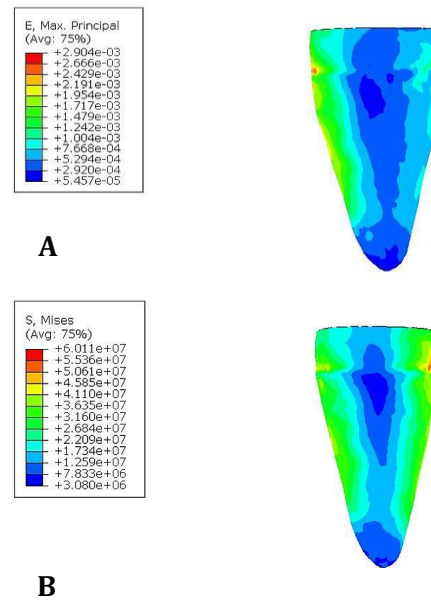 E, Max. Principal
(Avg: 75%)
+2.904e-03
+2.666e-03
+2.429e-03
+2.191e-03
+1.954e-03
+1.717e-03
+1.479e-03
+1.242e-03
+1.004e-03
+7.668e-04
+5.294e-04
+2.920e-04
+5.457e-05
A
S, Mises
(Avg: 75%)
+6.011e+07
+5.536e+07
+5.061e+07
+4.585e+07
+4.110e+07
+3.635e+07
+3.160e+07
+2.684e+07
+2.209e+07
+1.734e+07
+1.259e+07
+7.833e+06
+3.080e+06
B